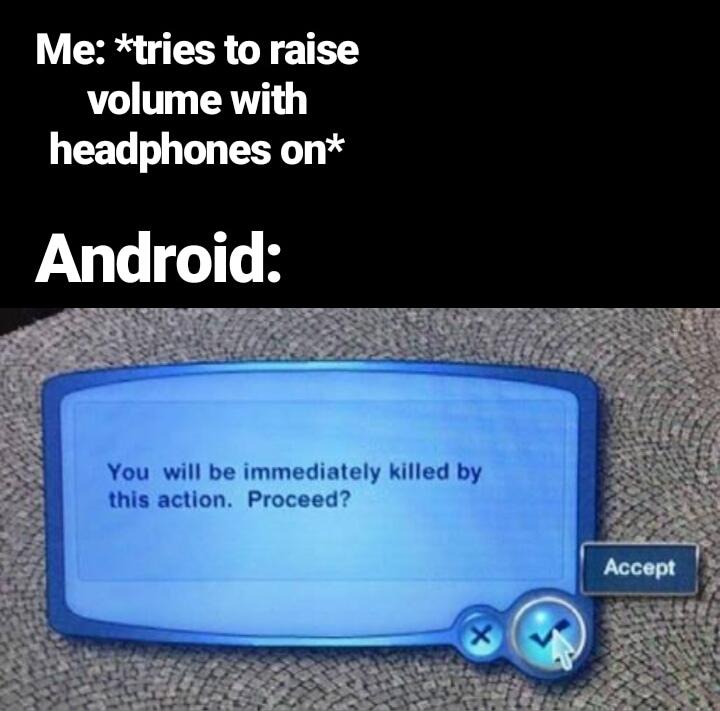 Me: *tries to raise
volume with
headphones on*
Android:
You will be immediately killed by
this action. Proceed?
Accept